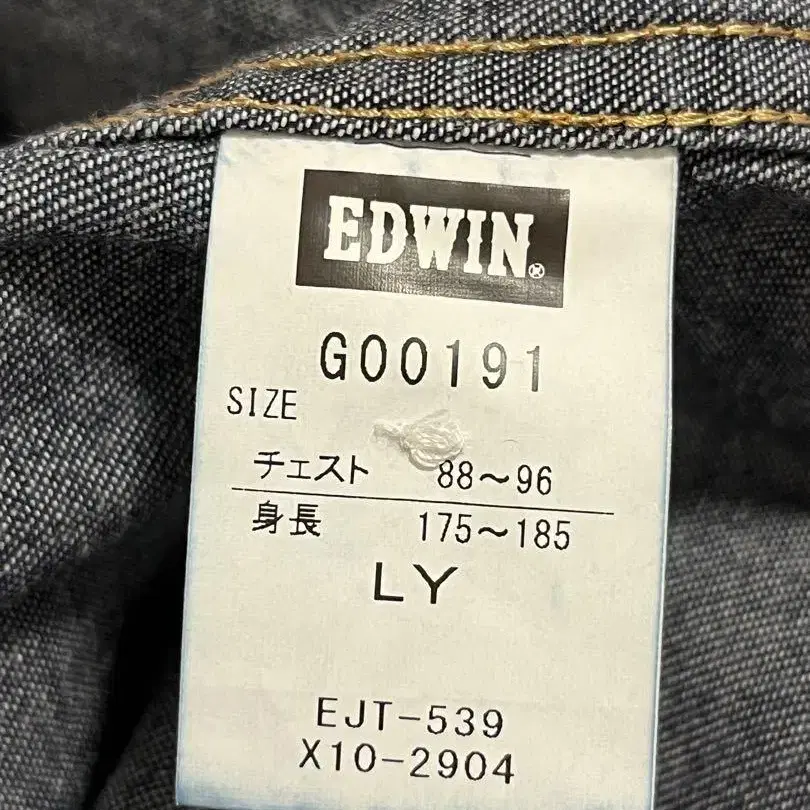 EDWIN®
G00191
SIZE
チェスト 88～96
身長 175～185
LY
EJT-539
X10-2904